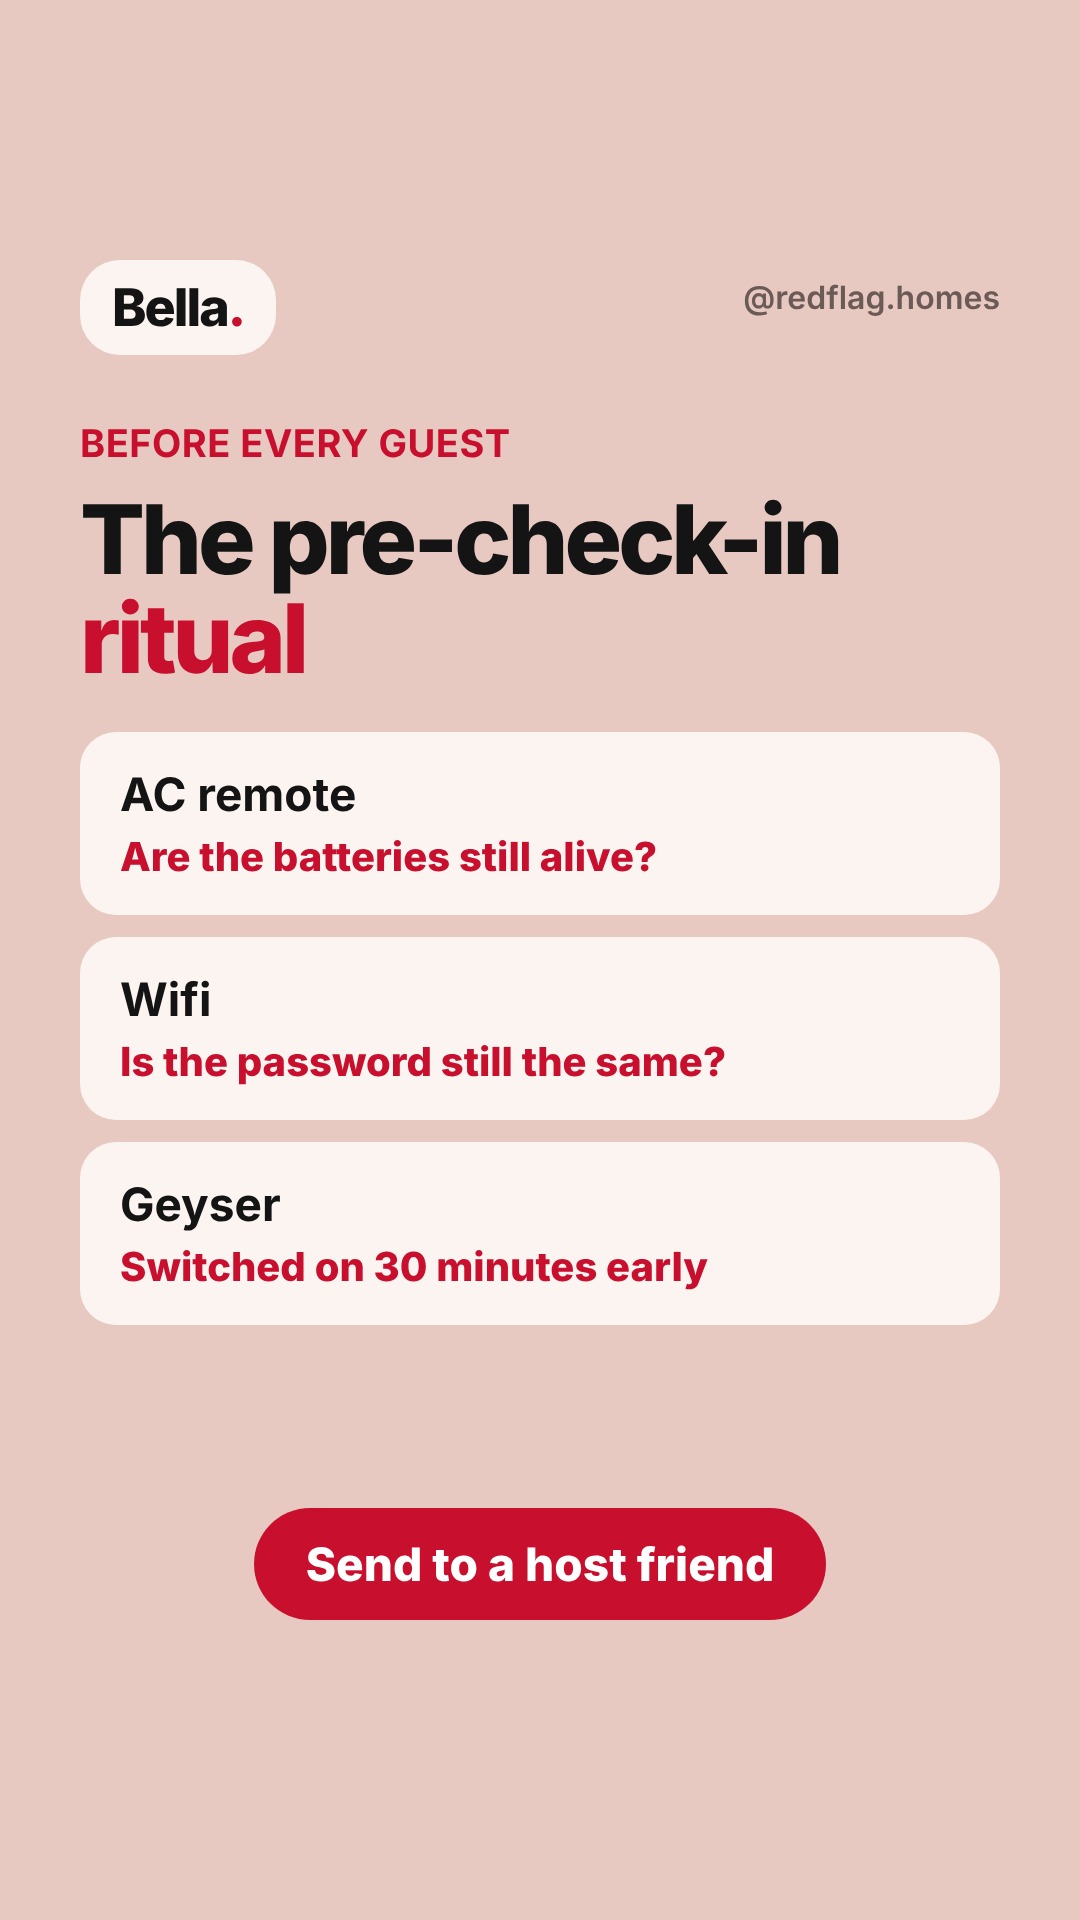 Bella.
@redflag.homes
BEFORE EVERY GUEST
The pre-check-in
ritual
AC remote
Are the batteries still alive?
Wifi
Is the password still the same?
Geyser
Switched on 30 minutes early
Send to a host friend